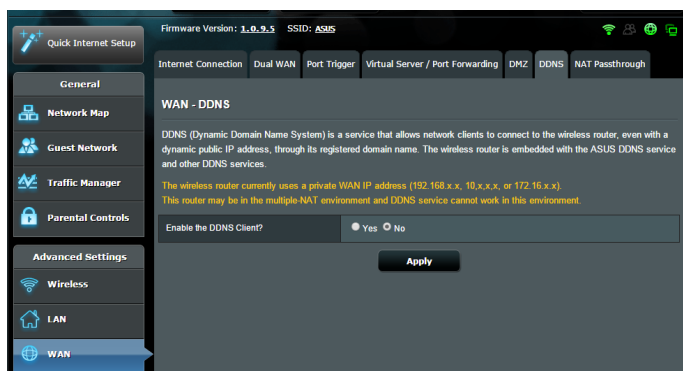 Quick Internet Setup
General
Network Map
Guest Network
Traffic Manager
Parental Controls
Advanced Settings
Wireless
LAN
WAN
Firmware Version: 1.0.9.5 SSID: ASUS
Internet Connection Dual WAN Port Trigger Virtual Server / Port Forwarding DMZ DDNS NAT Passthrough
WAN - DDNS
DDNS (Dynamic Domain Name System) is a service that allows network clients to connect to the wireless router, even with a
dynamic public IP address, through its registered domain name. The wireless router is embedded with the ASUS DDNS service
and other DDNS services.
The wireless router currently uses a private WAN IP address (192.168.x.x, 10,x,x,x, or 172.16.x.x).
This router may be in the multiple-NAT environment and DDNS service cannot work in this environment.
Enable the DDNS Client? Yes No
Apply